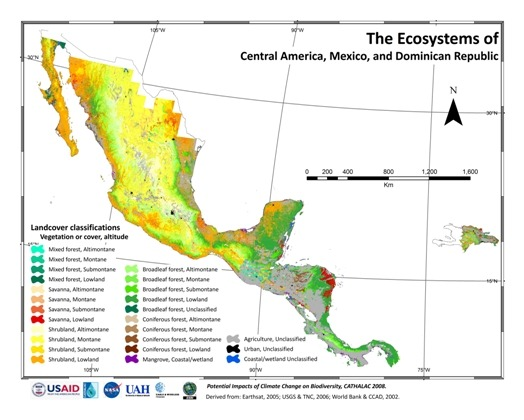 The Ecosystems of
Central America, Mexico, and Dominican Republic
105°W
90°W
30°N
30°N
N
0 200 400 800 1,200 1,600
Km
Landcover classifications
Vegetation or cover, altitude
Mixed forest, Altimontane
Mixed forest, Montane
Mixed forest, Submontane
Mixed forest, Lowland
Savanna, Altimontane
Savanna, Montane
Savanna, Submontane
Savanna, Lowland
Shrubland, Altimontane
Shrubland, Montane
Shrubland, Submontane
Shrubland, Lowland
Broadleaf forest, Altimontane
Broadleaf forest, Montane
Broadleaf forest, Submontane
Broadleaf forest, Lowland
Broadleaf forest, Unclassified
Coniferous forest, Altimontane
Coniferous forest, Montane
Coniferous forest, Submontane
Coniferous forest, Lowland
Mangrove, Coastal/wetland
Agriculture, Unclassified
Urban, Unclassified
Coastal/wetland Unclassified
15°N
105°W
90°W
75°W
USAID
NASA
UAH
Potential Impacts of Climate Change on Biodiversity, CATHALAC 2008.
Derived from: Earthsat, 2005; USGS & TNC, 2006; World Bank & CCAD, 2002.